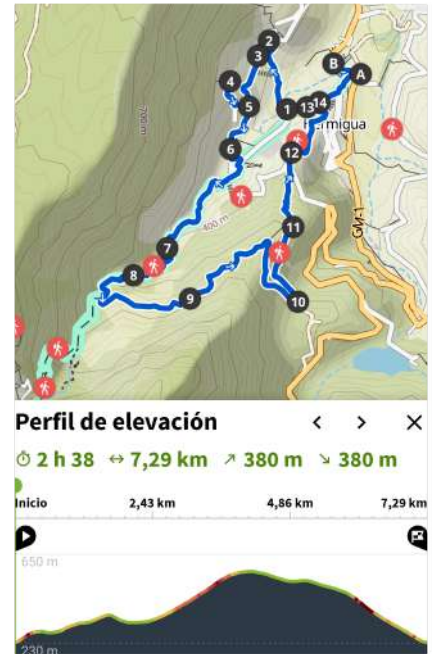 2
3
B
A
4
5
1
13
14
Hermigua
6
12
700 m
400 m
GM-1
11
7
8
9
10
Perfil de elevación
2 h 38 7,29 km 380 m 380 m
Inicio 2,43 km 4,86 km 7,29 km
650 m
230 m